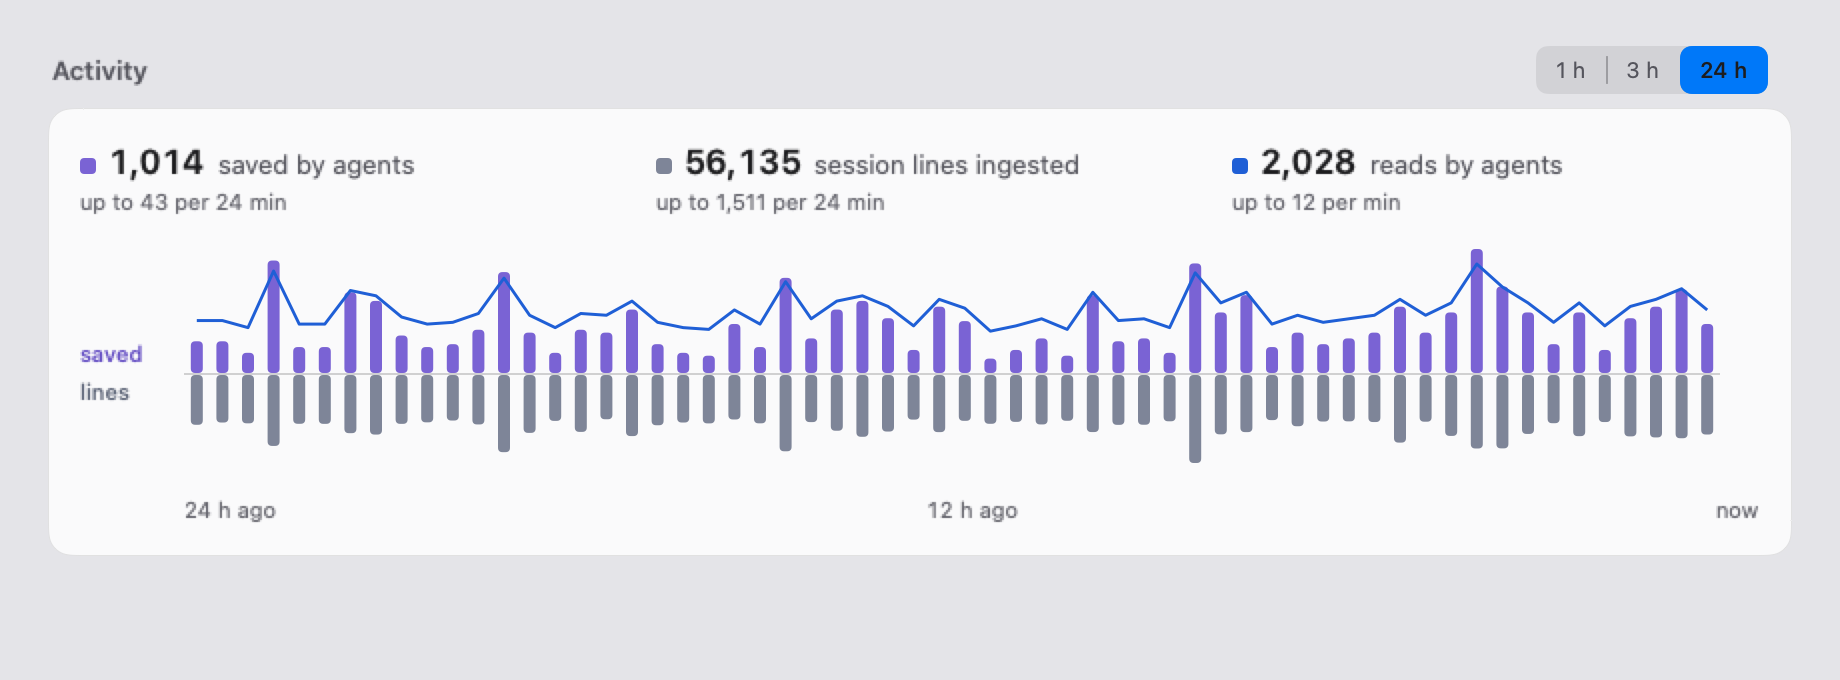 Activity
1 h 3 h 24 h
1,014 saved by agents
up to 43 per 24 min
56,135 session lines ingested
up to 1,511 per 24 min
2,028 reads by agents
up to 12 per min
saved
lines
24 h ago 12 h ago now